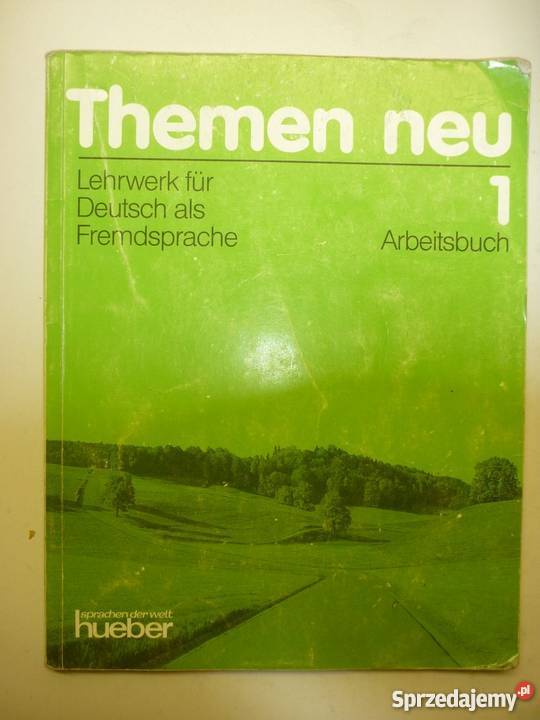 Themen neu
1
Lehrwerk für
Deutsch als
Fremdsprache
Arbeitsbuch
sprachen der welt
hueber
Sprzedajemy.pl